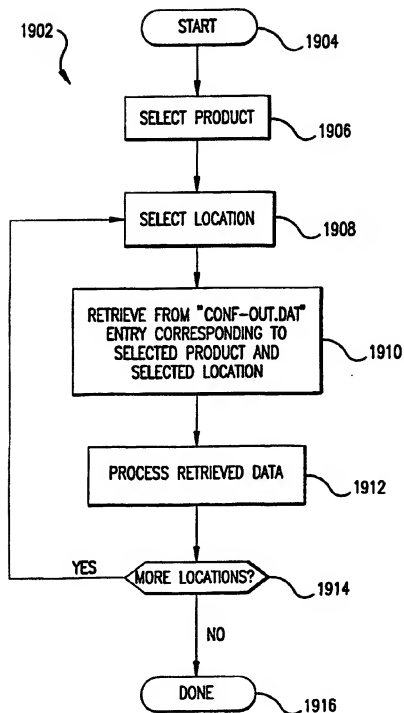 1902
START
1904
SELECT PRODUCT
1906
SELECT LOCATION
1908
RETRIEVE FROM "CONF-OUT.DAT"
ENTRY CORRESPONDING TO
SELECTED PRODUCT AND
SELECTED LOCATION
1910
PROCESS RETRIEVED DATA
1912
YES
MORE LOCATIONS?
1914
NO
DONE
1916